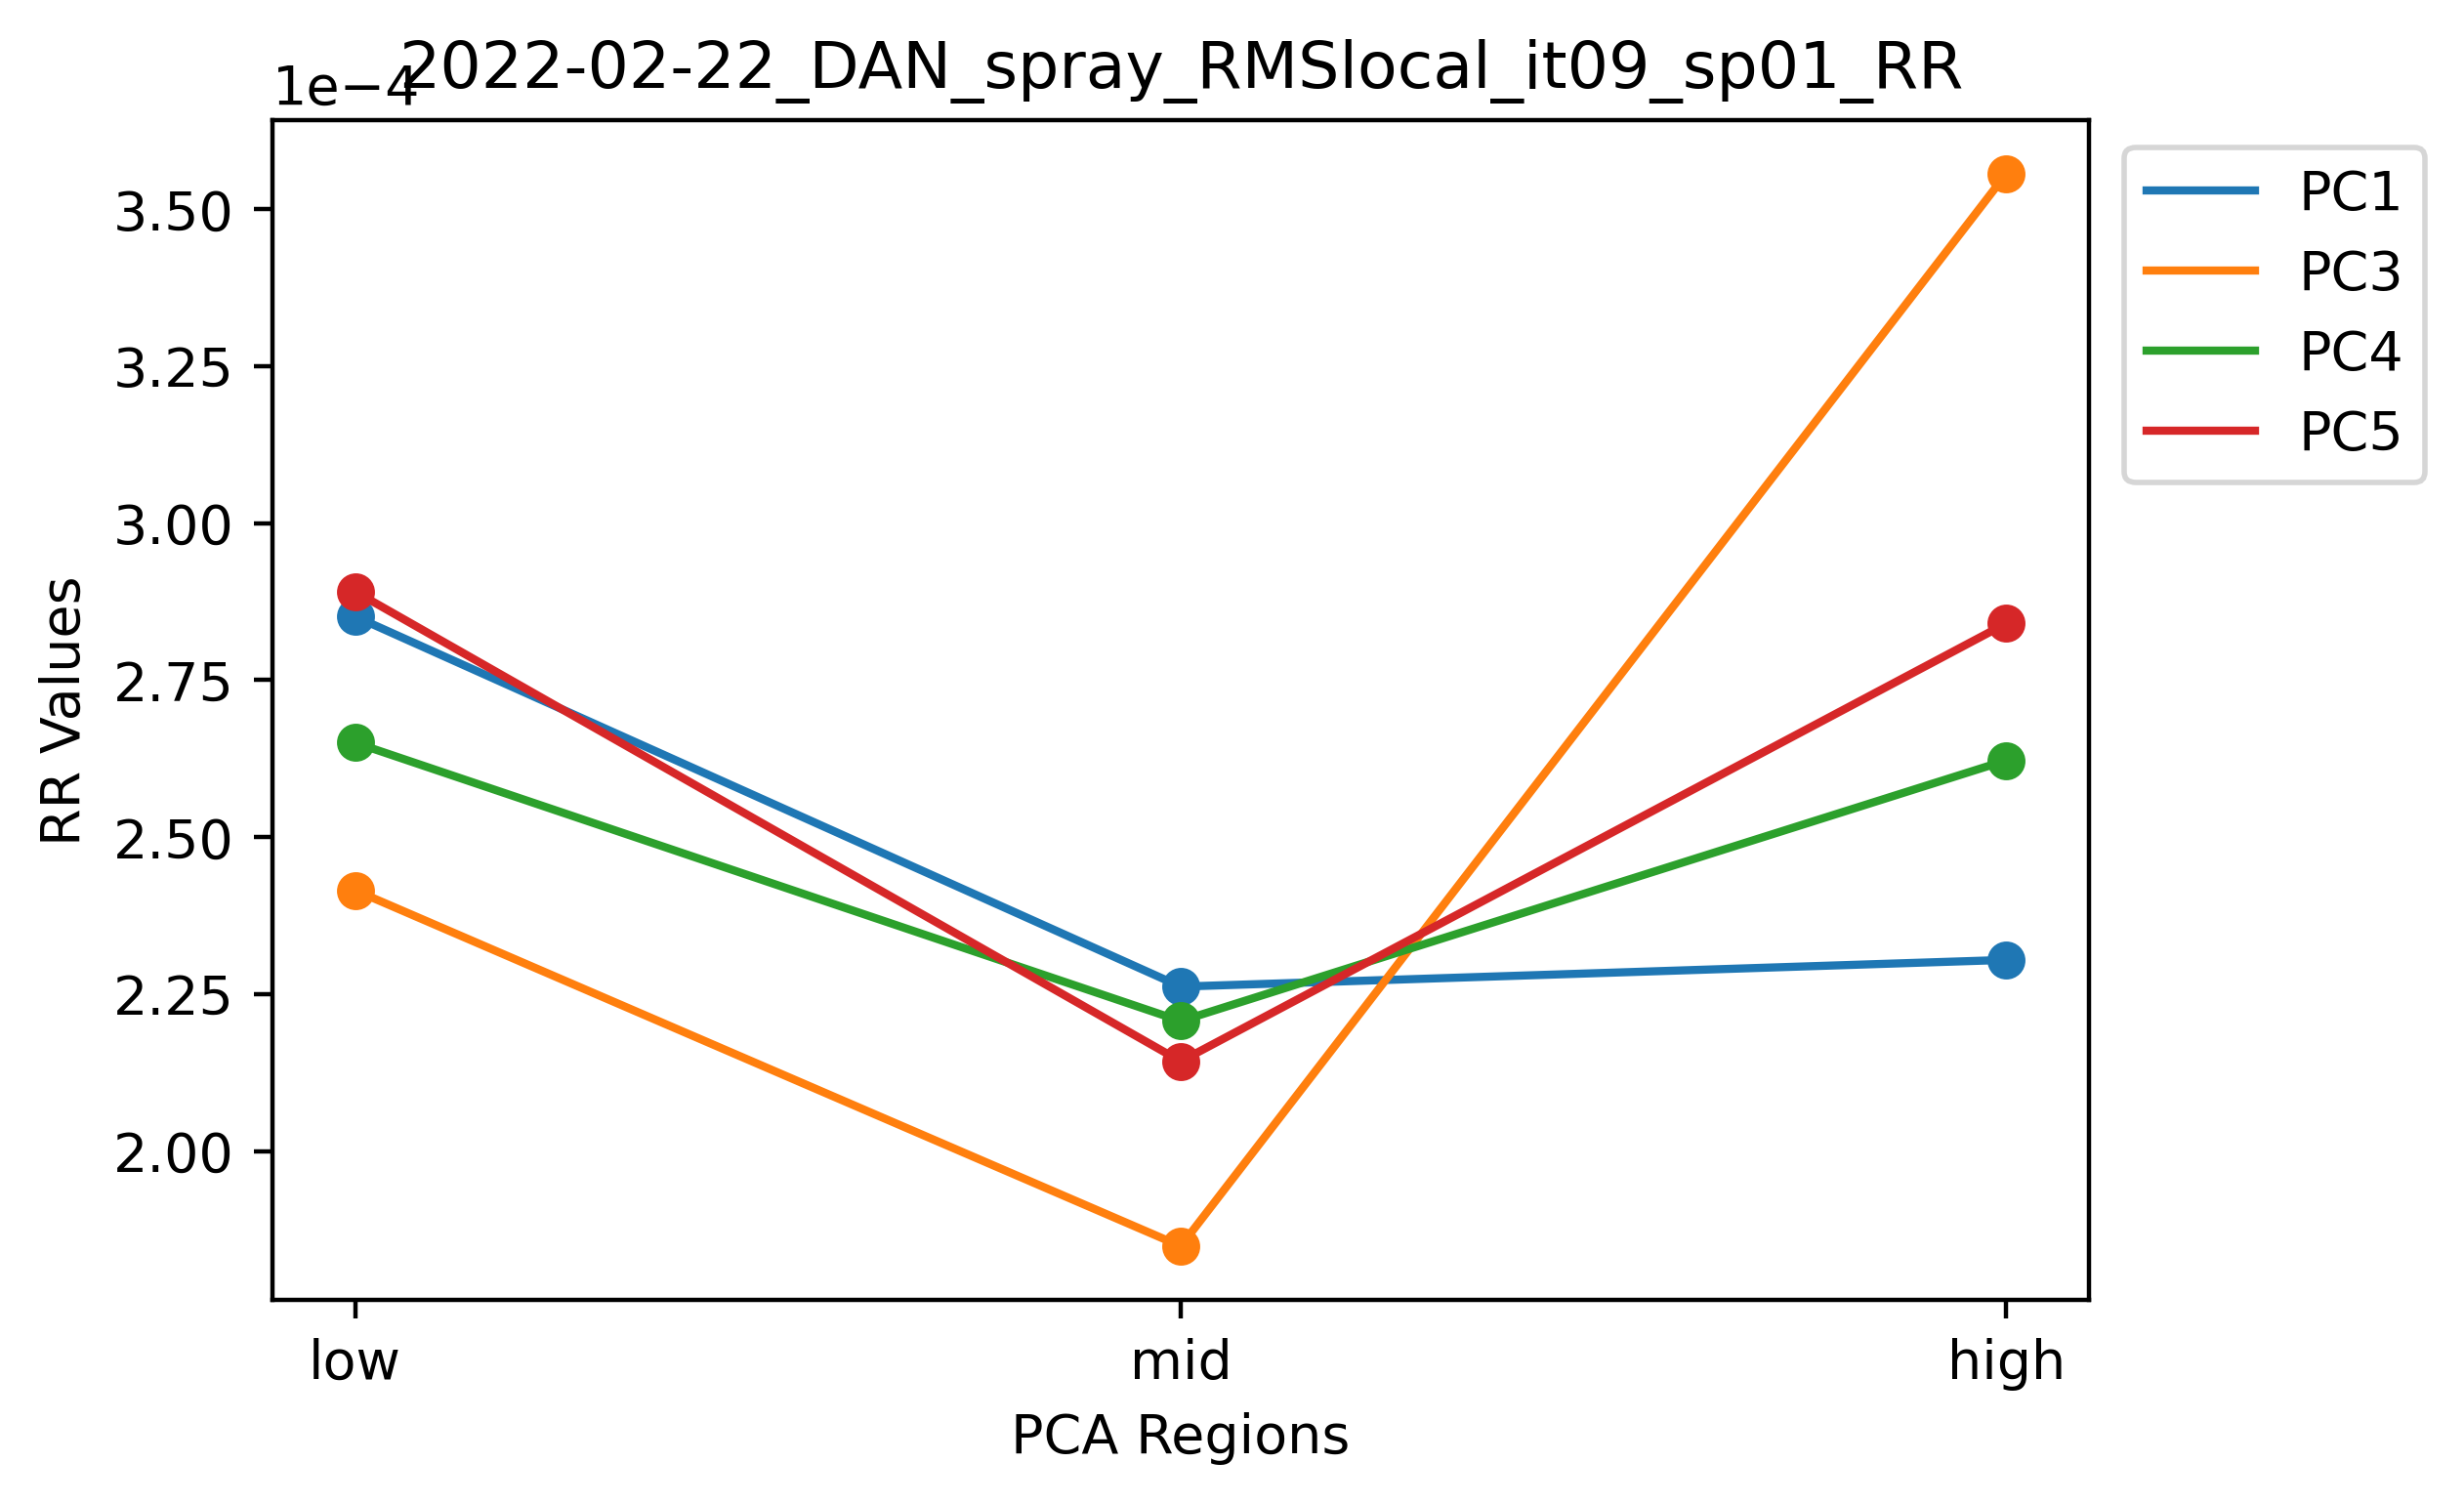 2022-02-22_DAN_spray_RMSlocal_it09_sp01_RR
1e−4
3.50
3.25
3.00
2.75
2.50
2.25
2.00
RR Values
low
mid
high
PCA Regions
PC1
PC3
PC4
PC5